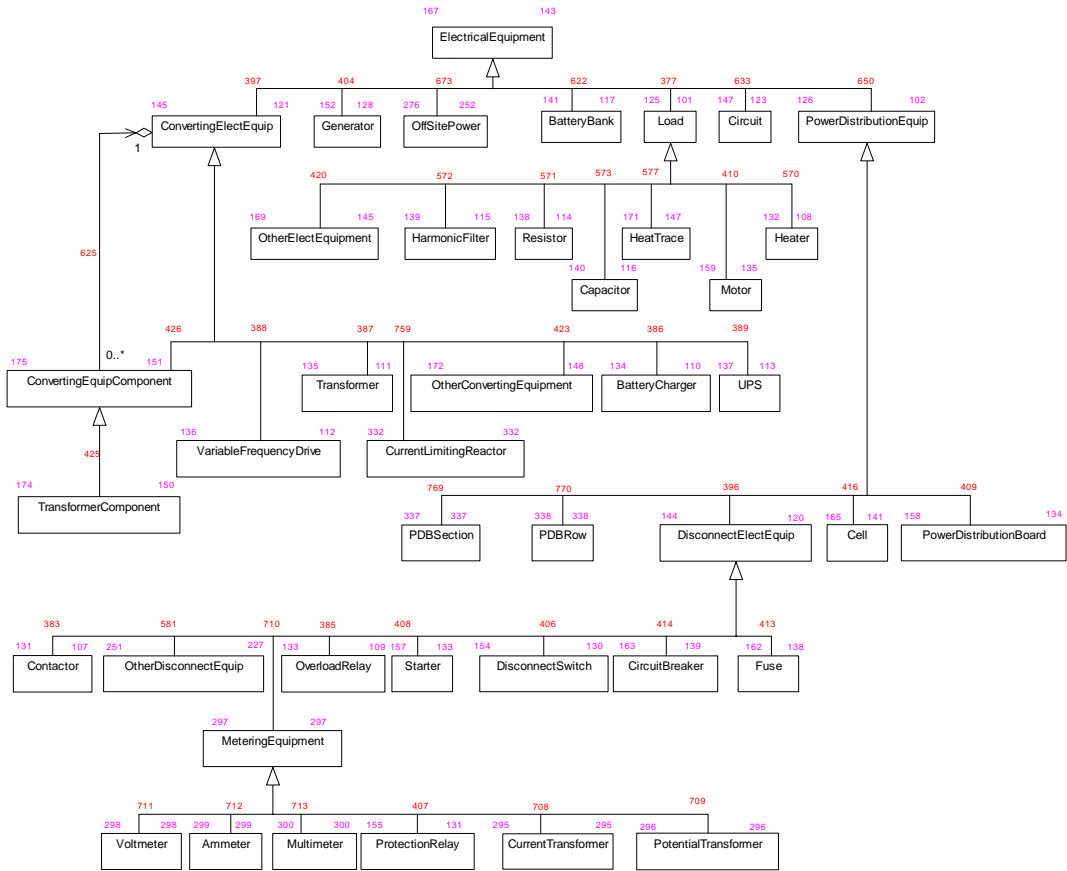 167 143
ElectricalEquipment
397 404 673 622 377 633 650
145 121 152 128 276 252 141 117 125 101 147 123 126 102
ConvertingElectEquip Generator OffSitePower BatteryBank Load Circuit PowerDistributionEquip
1
420 572 571 573 577 410 570
169 145 139 115 138 114 171 147 132 108
OtherElectEquipment HarmonicFilter Resistor HeatTrace Heater
625
140 116 159 135
Capacitor Motor
426 388 387 759 423 386 389
0..*
175 151 135 111 172 148 134 110 137 113
ConvertingEquipComponent Transformer OtherConvertingEquipment BatteryCharger UPS
136 112 332 332
VariableFrequencyDrive CurrentLimitingReactor
425
174 150
TransformerComponent
769 770 396 416 409
337 337 338 338 144 120 165 141 158 134
PDBSection PDBRow DisconnectElectEquip Cell PowerDistributionBoard
383 581 710 385 408 406 414 413
131 107 251 227 133 109 157 133 154 130 163 139 162 138
Contactor OtherDisconnectEquip OverloadRelay Starter DisconnectSwitch CircuitBreaker Fuse
297 297
MeteringEquipment
711 712 713 407 708 709
298 298 299 299 300 300 155 131 295 295 296 296
Voltmeter Ammeter Multimeter ProtectionRelay CurrentTransformer PotentialTransformer